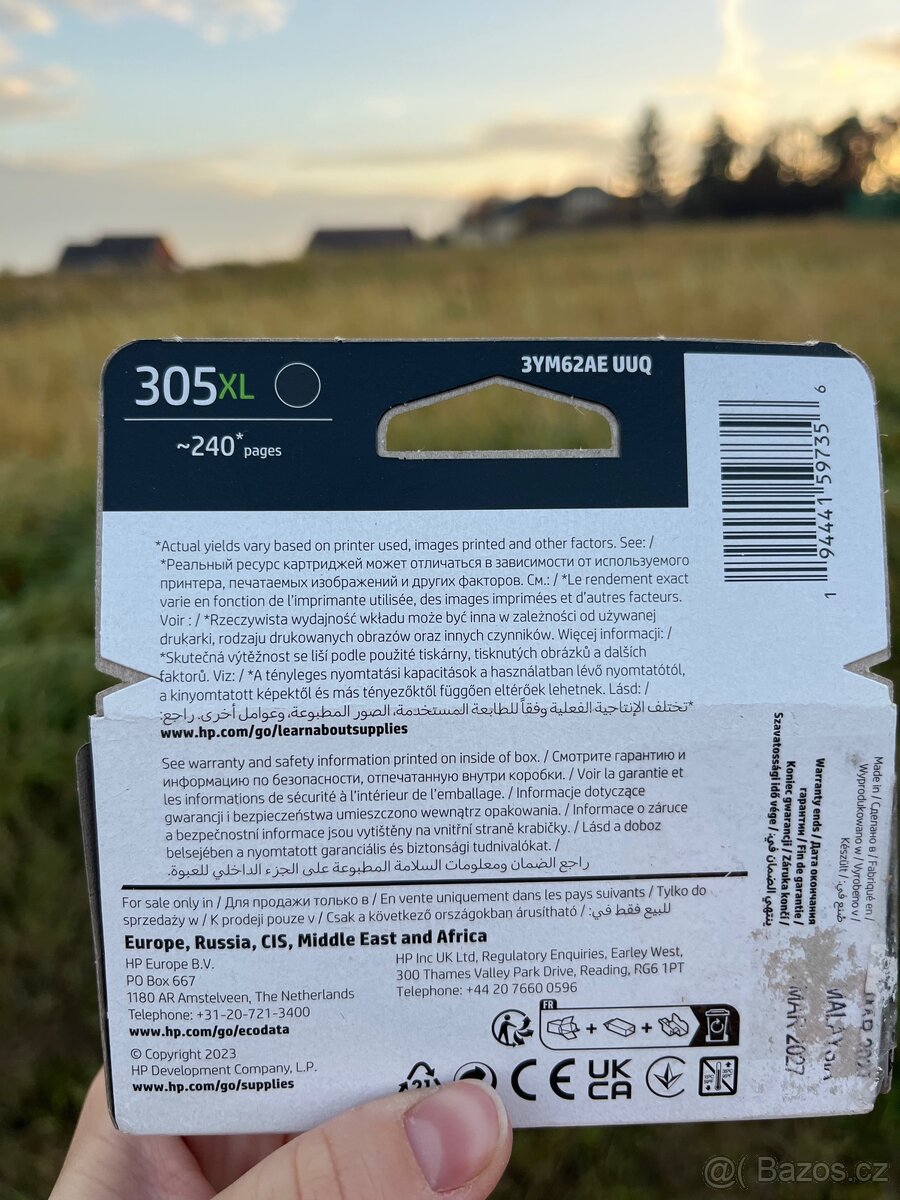 305XL
3YM62AE UUQ
~240* pages
1 94441 59735 6
*Actual yields vary based on printer used, images printed and other factors. See: /
*Реальный ресурс картриджей может отличаться в зависимости от используемого
принтера, печатаемых изображений и других факторов. См.: / *Le rendement exact
varie en fonction de l'imprimante utilisée, des images imprimées et d'autres facteurs.
Voir : / *Rzeczywista wydajność wkładu może być inna w zależności od używanej
drukarki, rodzaju drukowanych obrazów oraz innych czynników. Więcej informacji: /
*Skutečná výtěžnost se liší podle použité tiskárny, tisknutých obrázků a dalších
faktorů. Viz: / *A tényleges nyomtatási kapacitások a használatban lévő nyomtatótól,
a kinyomtatott képektől és más tényezőktől függően eltérőek lehetnek. Lásd: /
*تختلف الإنتاجية الفعلية وفقاً للطابعة المستخدمة، الصور المطبوعة، وعوامل أخرى. راجع:
www.hp.com/go/learnaboutsupplies
See warranty and safety information printed on inside of box. / Смотрите гарантию и
информацию по безопасности, отпечатанную внутри коробки. / Voir la garantie et
les informations de sécurité à l'intérieur de l'emballage. / Informacje dotyczące
gwarancji i bezpieczeństwa umieszczono wewnątrz opakowania. / Informace o záruce
a bezpečnostní informace jsou vytištěny na vnitřní straně krabičky. / Lásd a doboz
belsejében a nyomtatott garanciális és biztonsági tudnivalókat. /
راجع الضمان ومعلومات السلامة المطبوعة على الجزء الداخلي للعبوة.
For sale only in / Для продажи только в / En vente uniquement dans les pays suivants / Tylko do
sprzedaży w / K prodeji pouze v / Csak a következő országokban árusítható / للبيع فقط في:
Europe, Russia, CIS, Middle East and Africa
HP Europe B.V.
PO Box 667
1180 AR Amstelveen, The Netherlands
Telephone: +31-20-721-3400
www.hp.com/go/ecodata
HP Inc UK Ltd, Regulatory Enquiries, Earley West,
300 Thames Valley Park Drive, Reading, RG6 1PT
Telephone: +44 20 7660 0596
© Copyright 2023
HP Development Company, L.P.
www.hp.com/go/supplies
FR
+ +
21
CE
UK
CA
Made in / Сделано в / Fabriqué en /
Wyprodukowano w / Vyrobeno v /
Készült / صنع في:
Warranty ends / Дата окончания
гарантии / Fin de garantie /
Koniec gwarancji / Záruka končí /
Szavatossági idő vége / ينتهي الضمان في:
MAR 2027
@( Bazos.cz